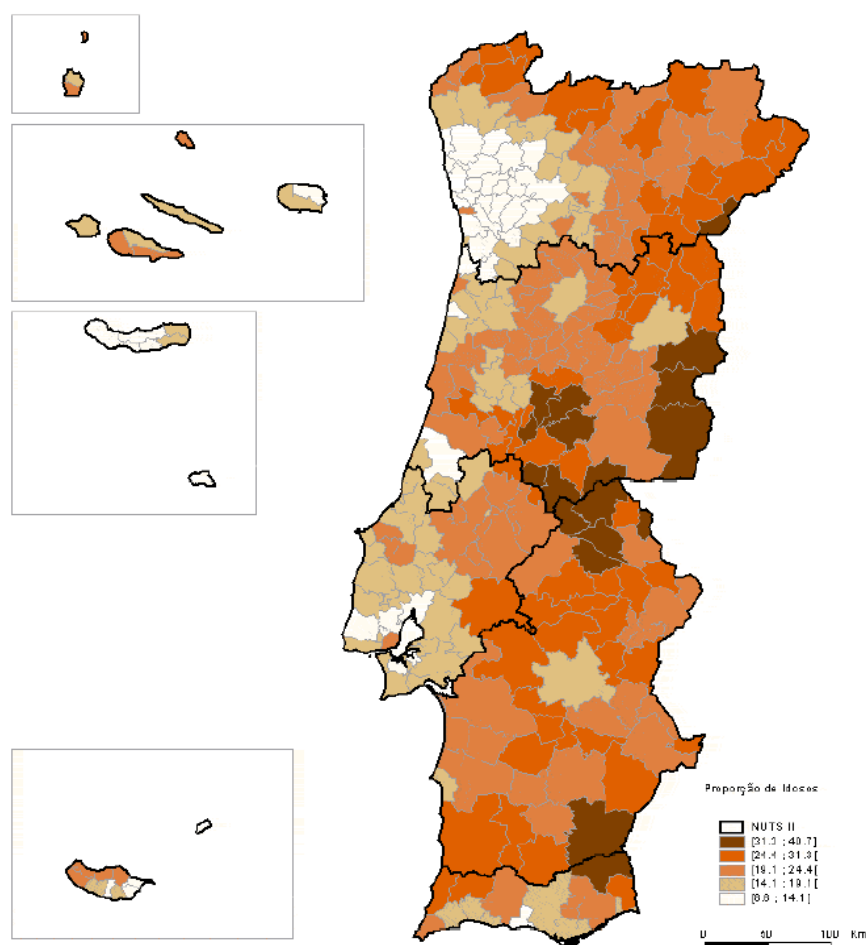 Proporção de Idosos
NUTS II
[31.3 ; 40.7]
[24.4 ; 31.3[
[19.1 ; 24.4[
[14.1 ; 19.1[
[8.6 ; 14.1[
0 50 100 Km